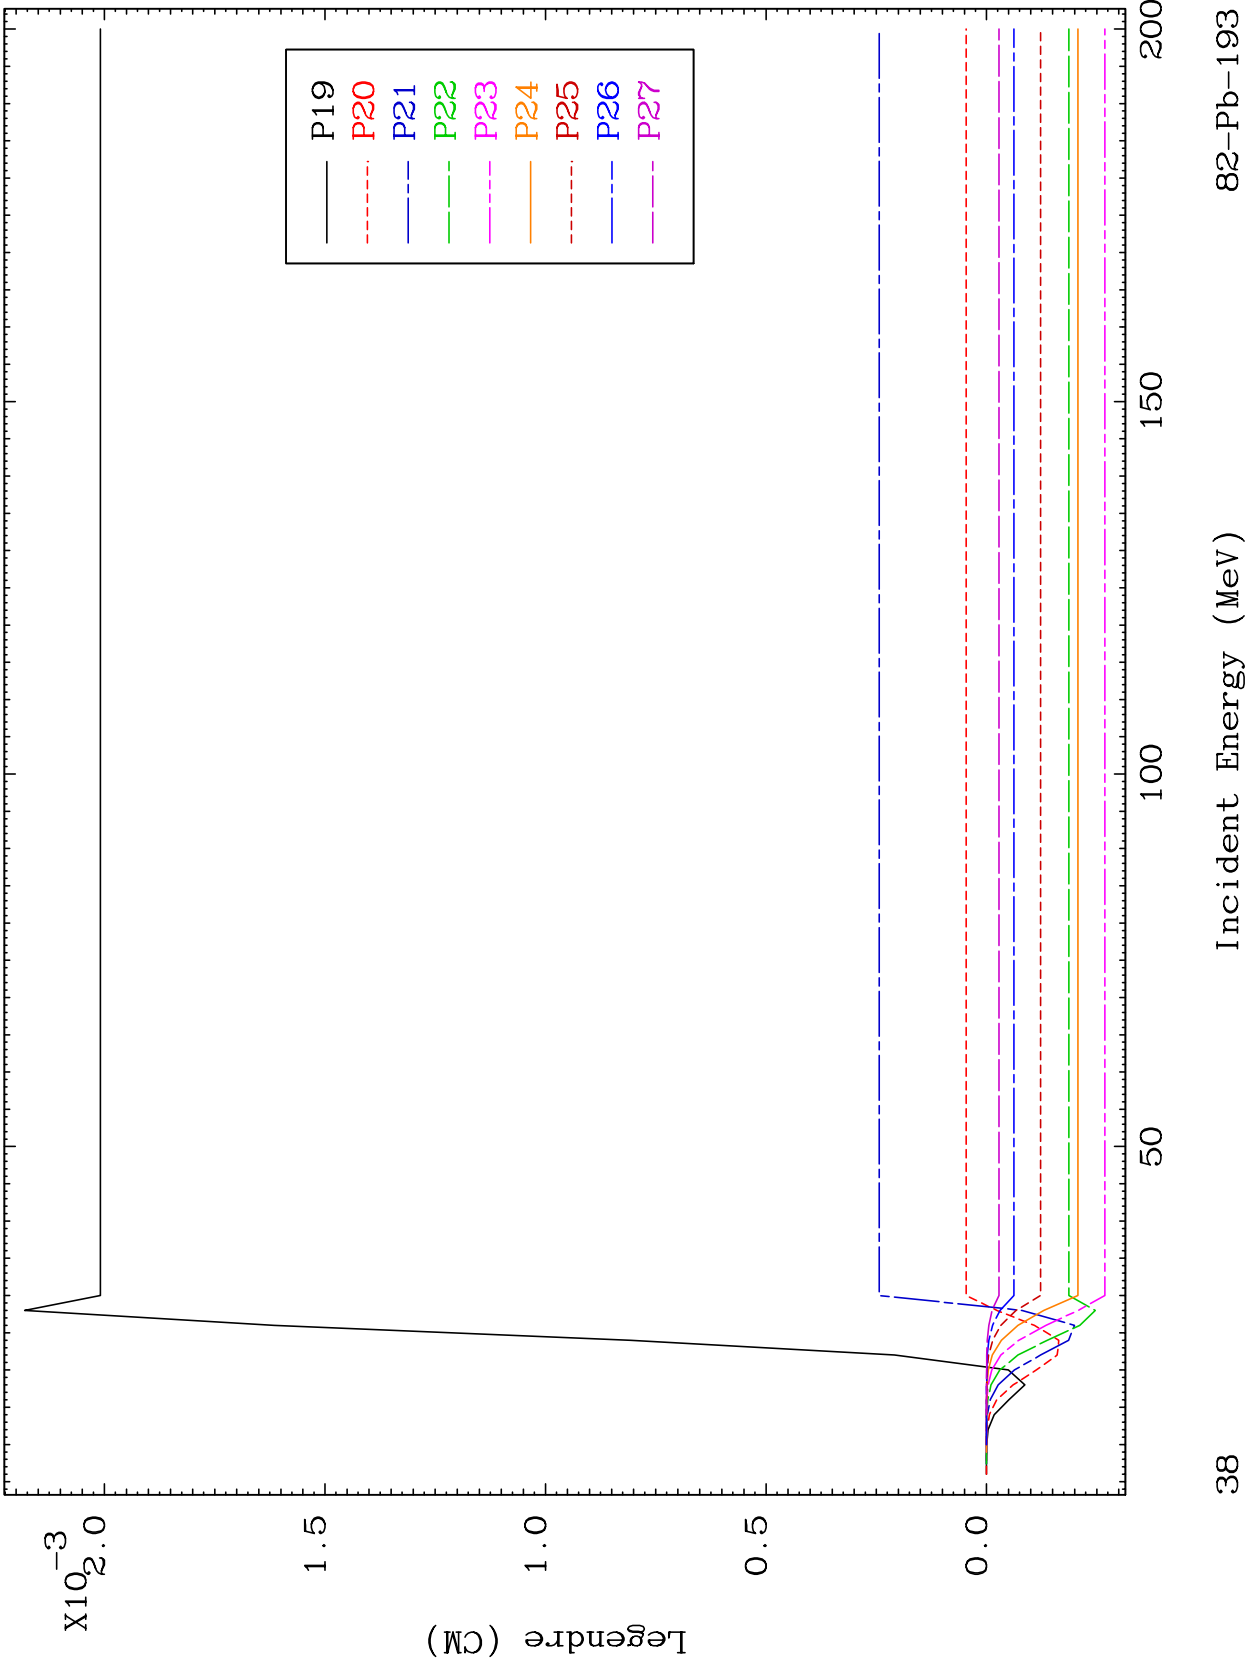 X10-3
2.0
1.5
1.0
0.5
0.0
Legendre (CM)
P19
P20
P21
P22
P23
P24
P25
P26
P27
50
100
150
200
Incident Energy (MeV)
38
82-Pb-193